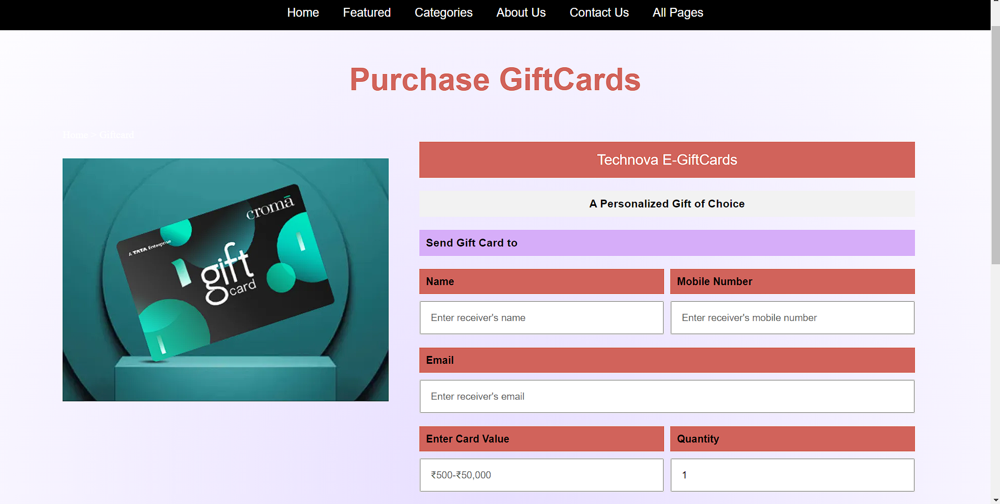 Home Featured Categories About Us Contact Us All Pages
Purchase GiftCards
Home > Giftcard
cromā
A TATA Enterprise
gift
card
Technova E-GiftCards
A Personalized Gift of Choice
Send Gift Card to
Name Mobile Number
Enter receiver's name Enter receiver's mobile number
Email
Enter receiver's email
Enter Card Value Quantity
₹500-₹50,000 1